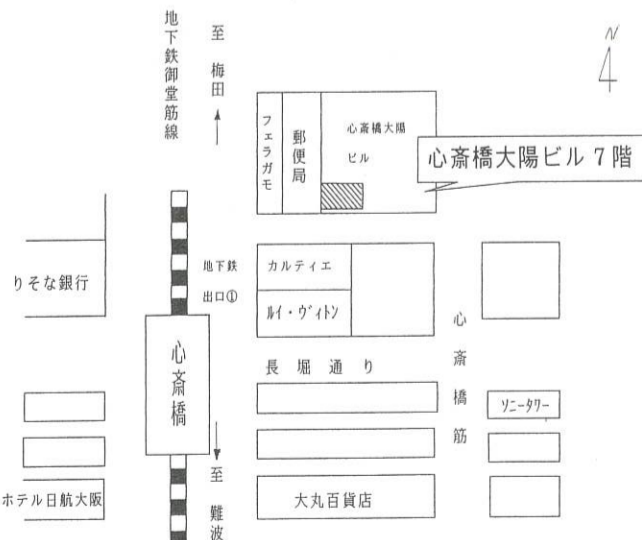 地下鉄御堂筋線
至 梅田
N
フェラガモ
郵便局
心斎橋大陽
ビル
心斎橋大陽ビル 7階
りそな銀行
地下鉄
出口①
カルティエ
ルイ・ヴィトン
心斎橋
長堀通り
心斎橋筋
ソニータワー
至 難波
ホテル日航大阪
大丸百貨店